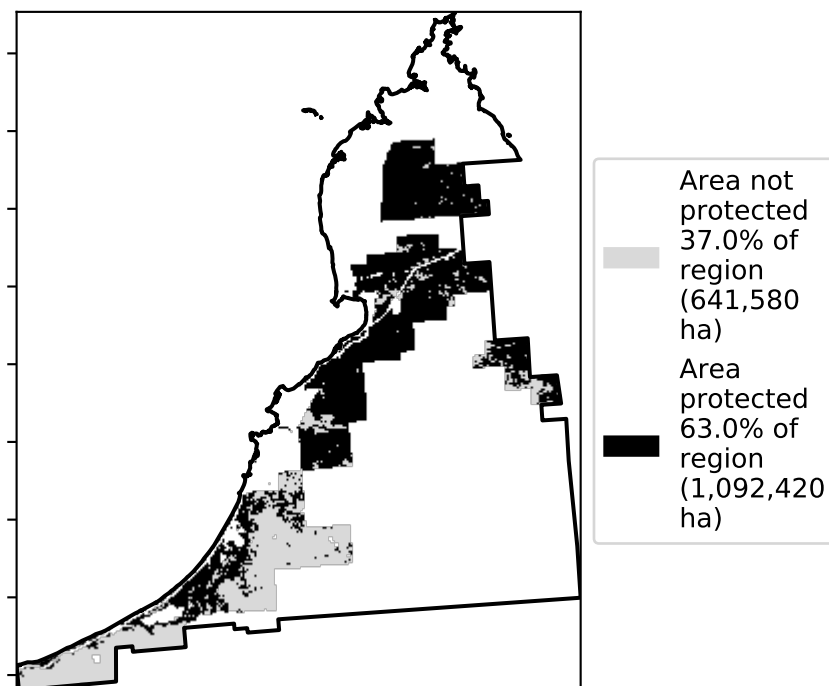 Area not
protected
37.0% of
region
(641,580
ha)
Area
protected
63.0% of
region
(1,092,420
ha)